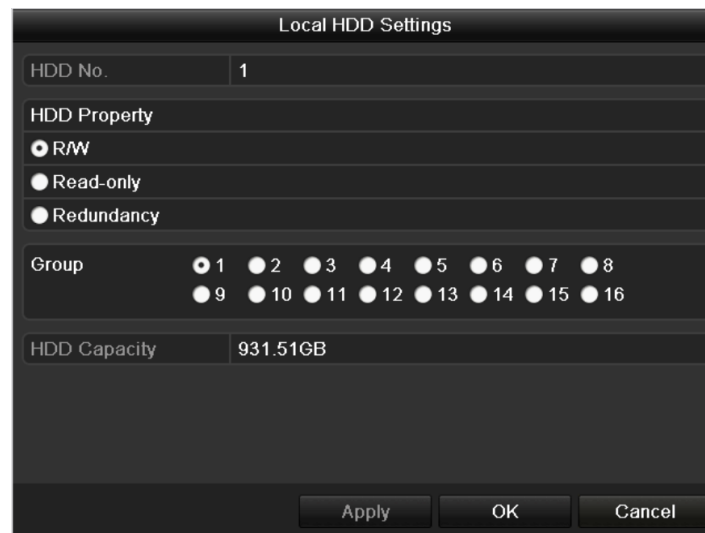 Local HDD Settings
HDD No. 1
HDD Property
R/W
Read-only
Redundancy
Group 1 2 3 4 5 6 7 8
9 10 11 12 13 14 15 16
HDD Capacity 931.51GB
Apply OK Cancel